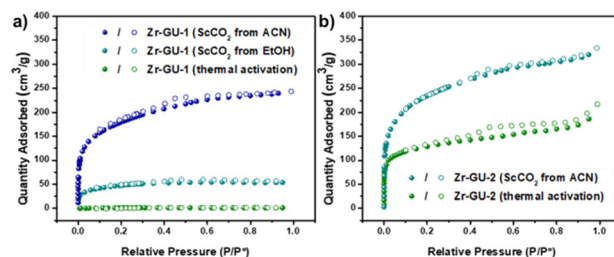 a)
/ Zr-GU-1 (ScCO₂ from ACN)
/ Zr-GU-1 (ScCO₂ from EtOH)
/ Zr-GU-1 (thermal activation)
Quantity Adsorbed (cm³/g)
350
300
250
200
150
100
50
0
0.0 0.2 0.4 0.6 0.8 1.0
Relative Pressure (P/P°)
b)
Quantity Adsorbed (cm³/g)
350
300
250
200
150
100
50
0
/ Zr-GU-2 (ScCO₂ from ACN)
/ Zr-GU-2 (thermal activation)
0.0 0.2 0.4 0.6 0.8 1.0
Relative Pressure (P/P°)